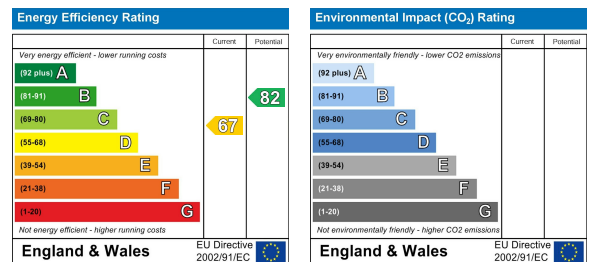 Energy Efficiency Rating
Current Potential
Very energy efficient - lower running costs
(92 plus) A
(81-91) B
82
(69-80) C
67
(55-68) D
(39-54) E
(21-38) F
(1-20) G
Not energy efficient - higher running costs
England & Wales
EU Directive
2002/91/EC
Environmental Impact (CO2) Rating
Current Potential
Very environmentally friendly - lower CO2 emissions
(92 plus) A
(81-91) B
(69-80) C
(55-68) D
(39-54) E
(21-38) F
(1-20) G
Not environmentally friendly - higher CO2 emissions
England & Wales
EU Directive
2002/91/EC